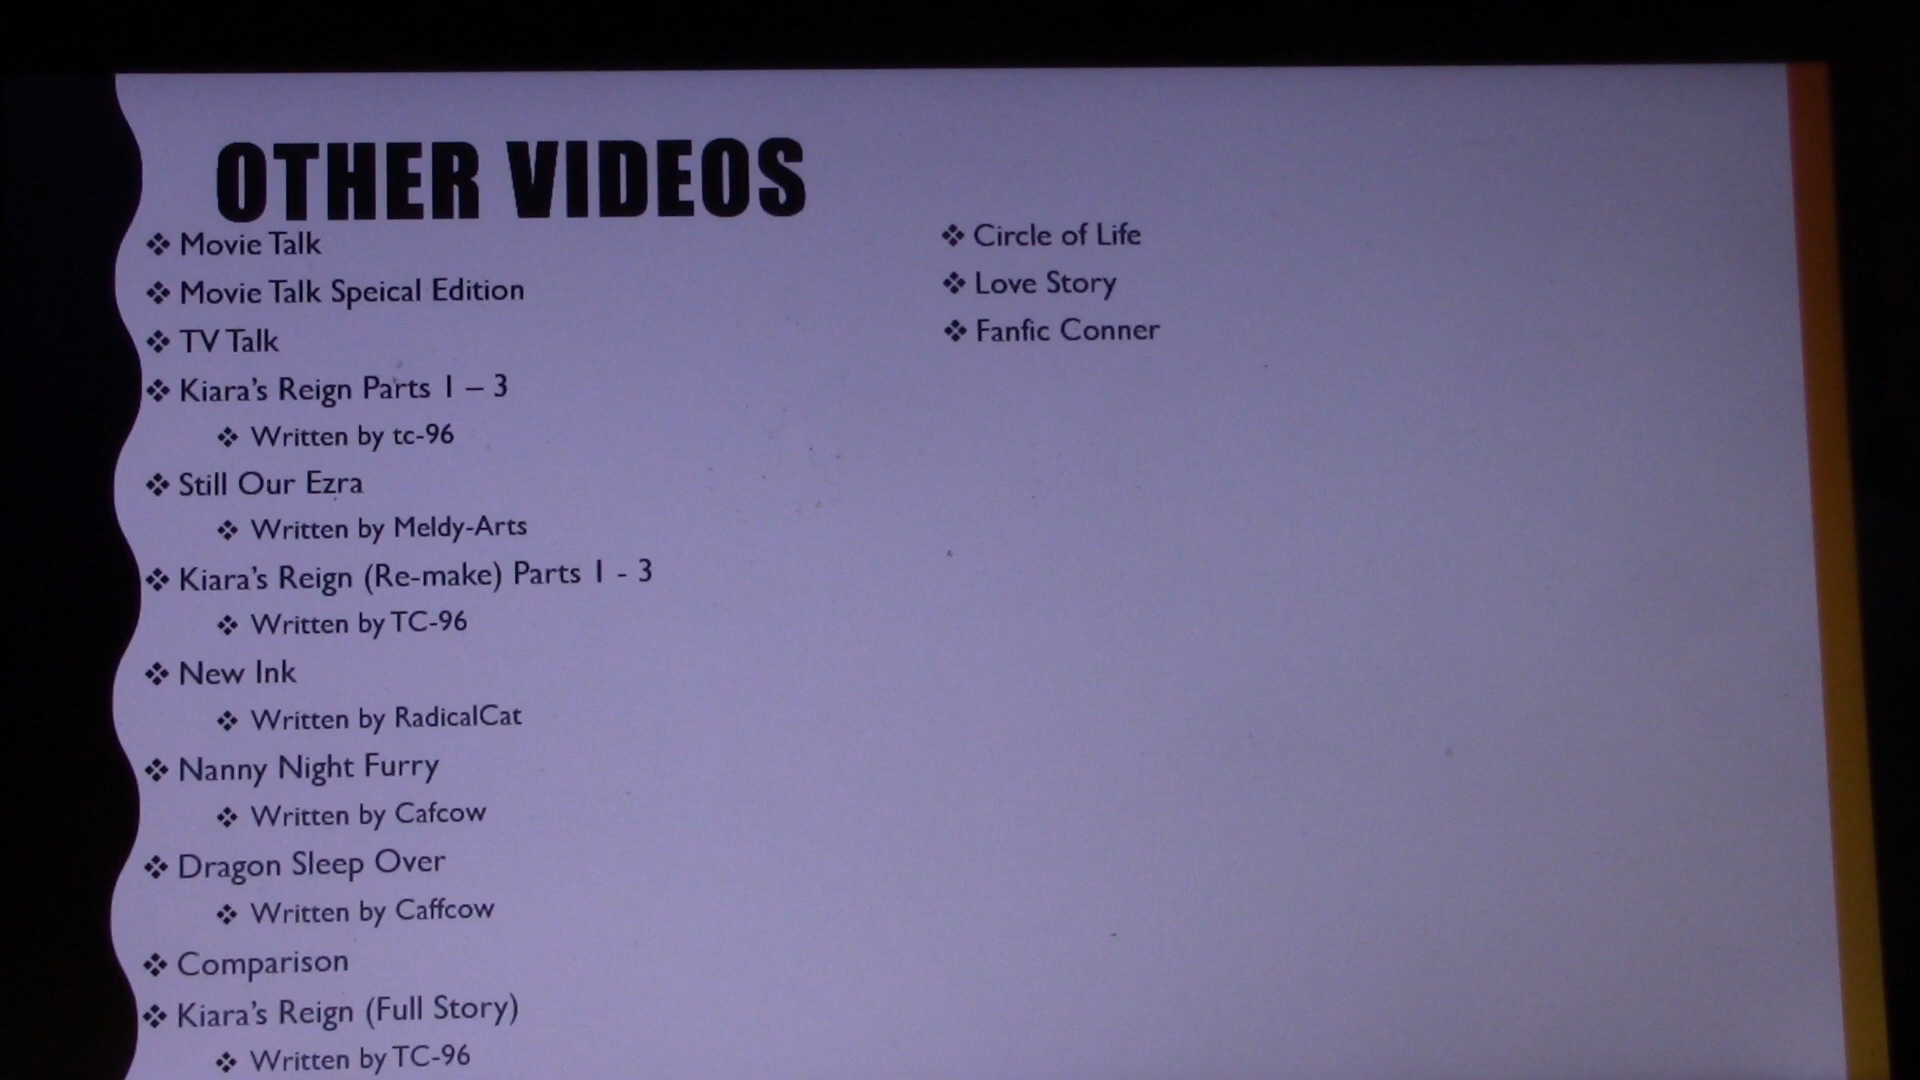 OTHER VIDEOS
Movie Talk
Movie Talk Speical Edition
TV Talk
Kiara's Reign Parts 1 – 3
Written by tc-96
Still Our Ezra
Written by Meldy-Arts
Kiara's Reign (Re-make) Parts 1 - 3
Written by TC-96
New Ink
Written by RadicalCat
Nanny Night Furry
Written by Cafcow
Dragon Sleep Over
Written by Caffcow
Comparison
Kiara's Reign (Full Story)
Written by TC-96
Circle of Life
Love Story
Fanfic Conner